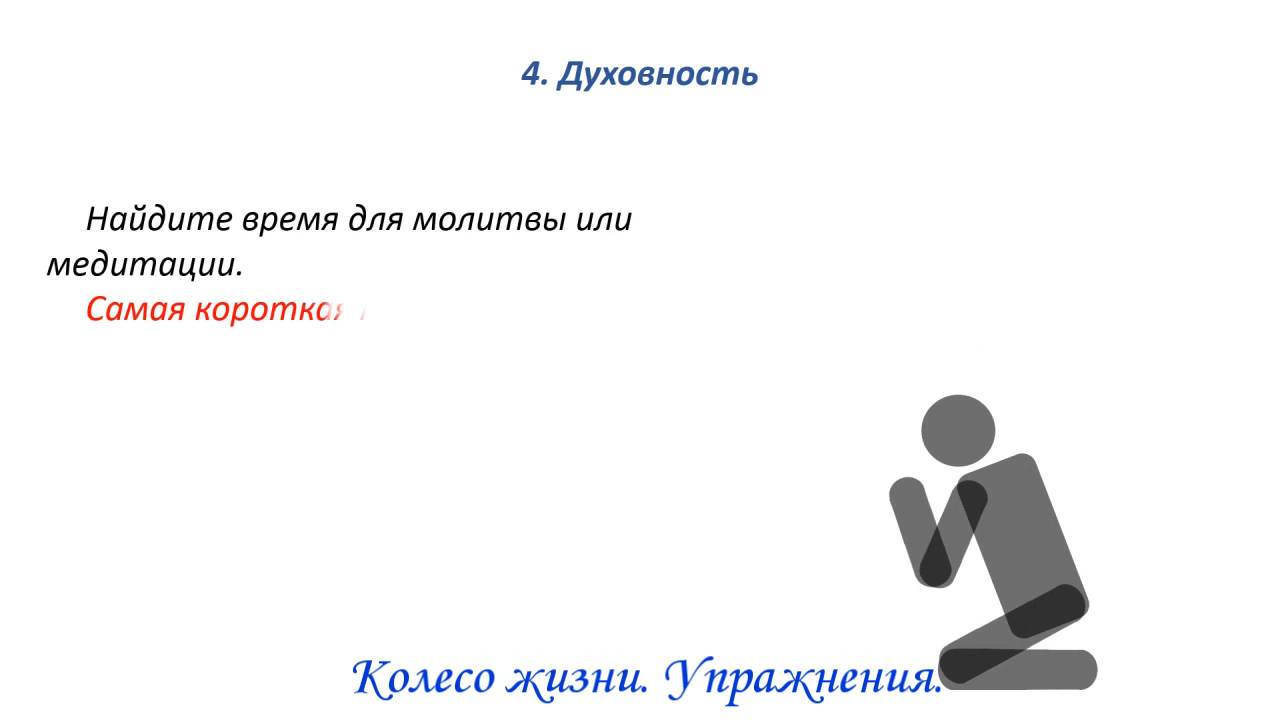 4. Духовность
Найдите время для молитвы или
медитации.
Самая короткая
Колесо жизни. Упражнения.